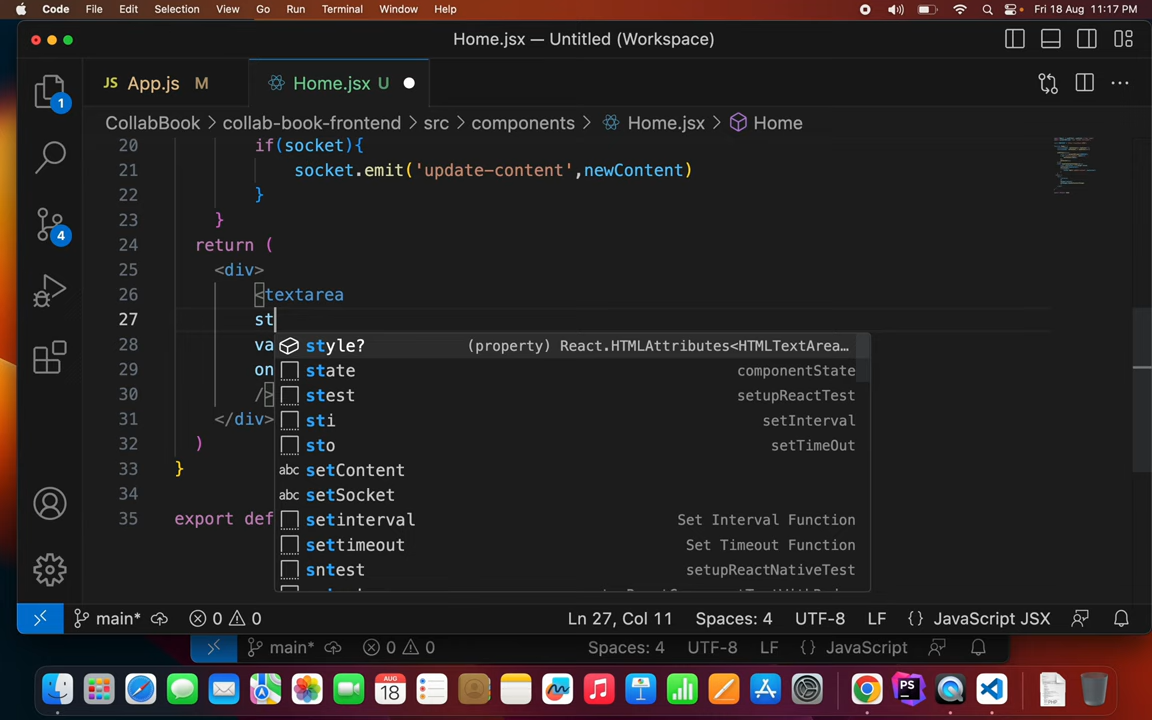 Code File Edit Selection View Go Run Terminal Window Help Fri 18 Aug 11:17 PM
Home.jsx — Untitled (Workspace)
JS App.js M Home.jsx U
CollabBook > collab-book-frontend > src > components > Home.jsx > Home
20 if(socket){
21 socket.emit('update-content',newContent)
22 }
23 }
24 return (
25 <div>
26 <textarea
27 st
28 va
29 on
30 />
31 </div>
32 )
33 }
34
35 export def
style? (property) React.HTMLAttributes<HTMLTextArea…
state componentState
stest setupReactTest
sti setInterval
sto setTimeOut
abc setContent
abc setSocket
setinterval Set Interval Function
settimeout Set Timeout Function
sntest setupReactNativeTest
1
4
main* 0 0 Ln 27, Col 11 Spaces: 4 UTF-8 LF {} JavaScript JSX
main* 0 0 Spaces: 4 UTF-8 LF {} JavaScript
AUG
18
PS